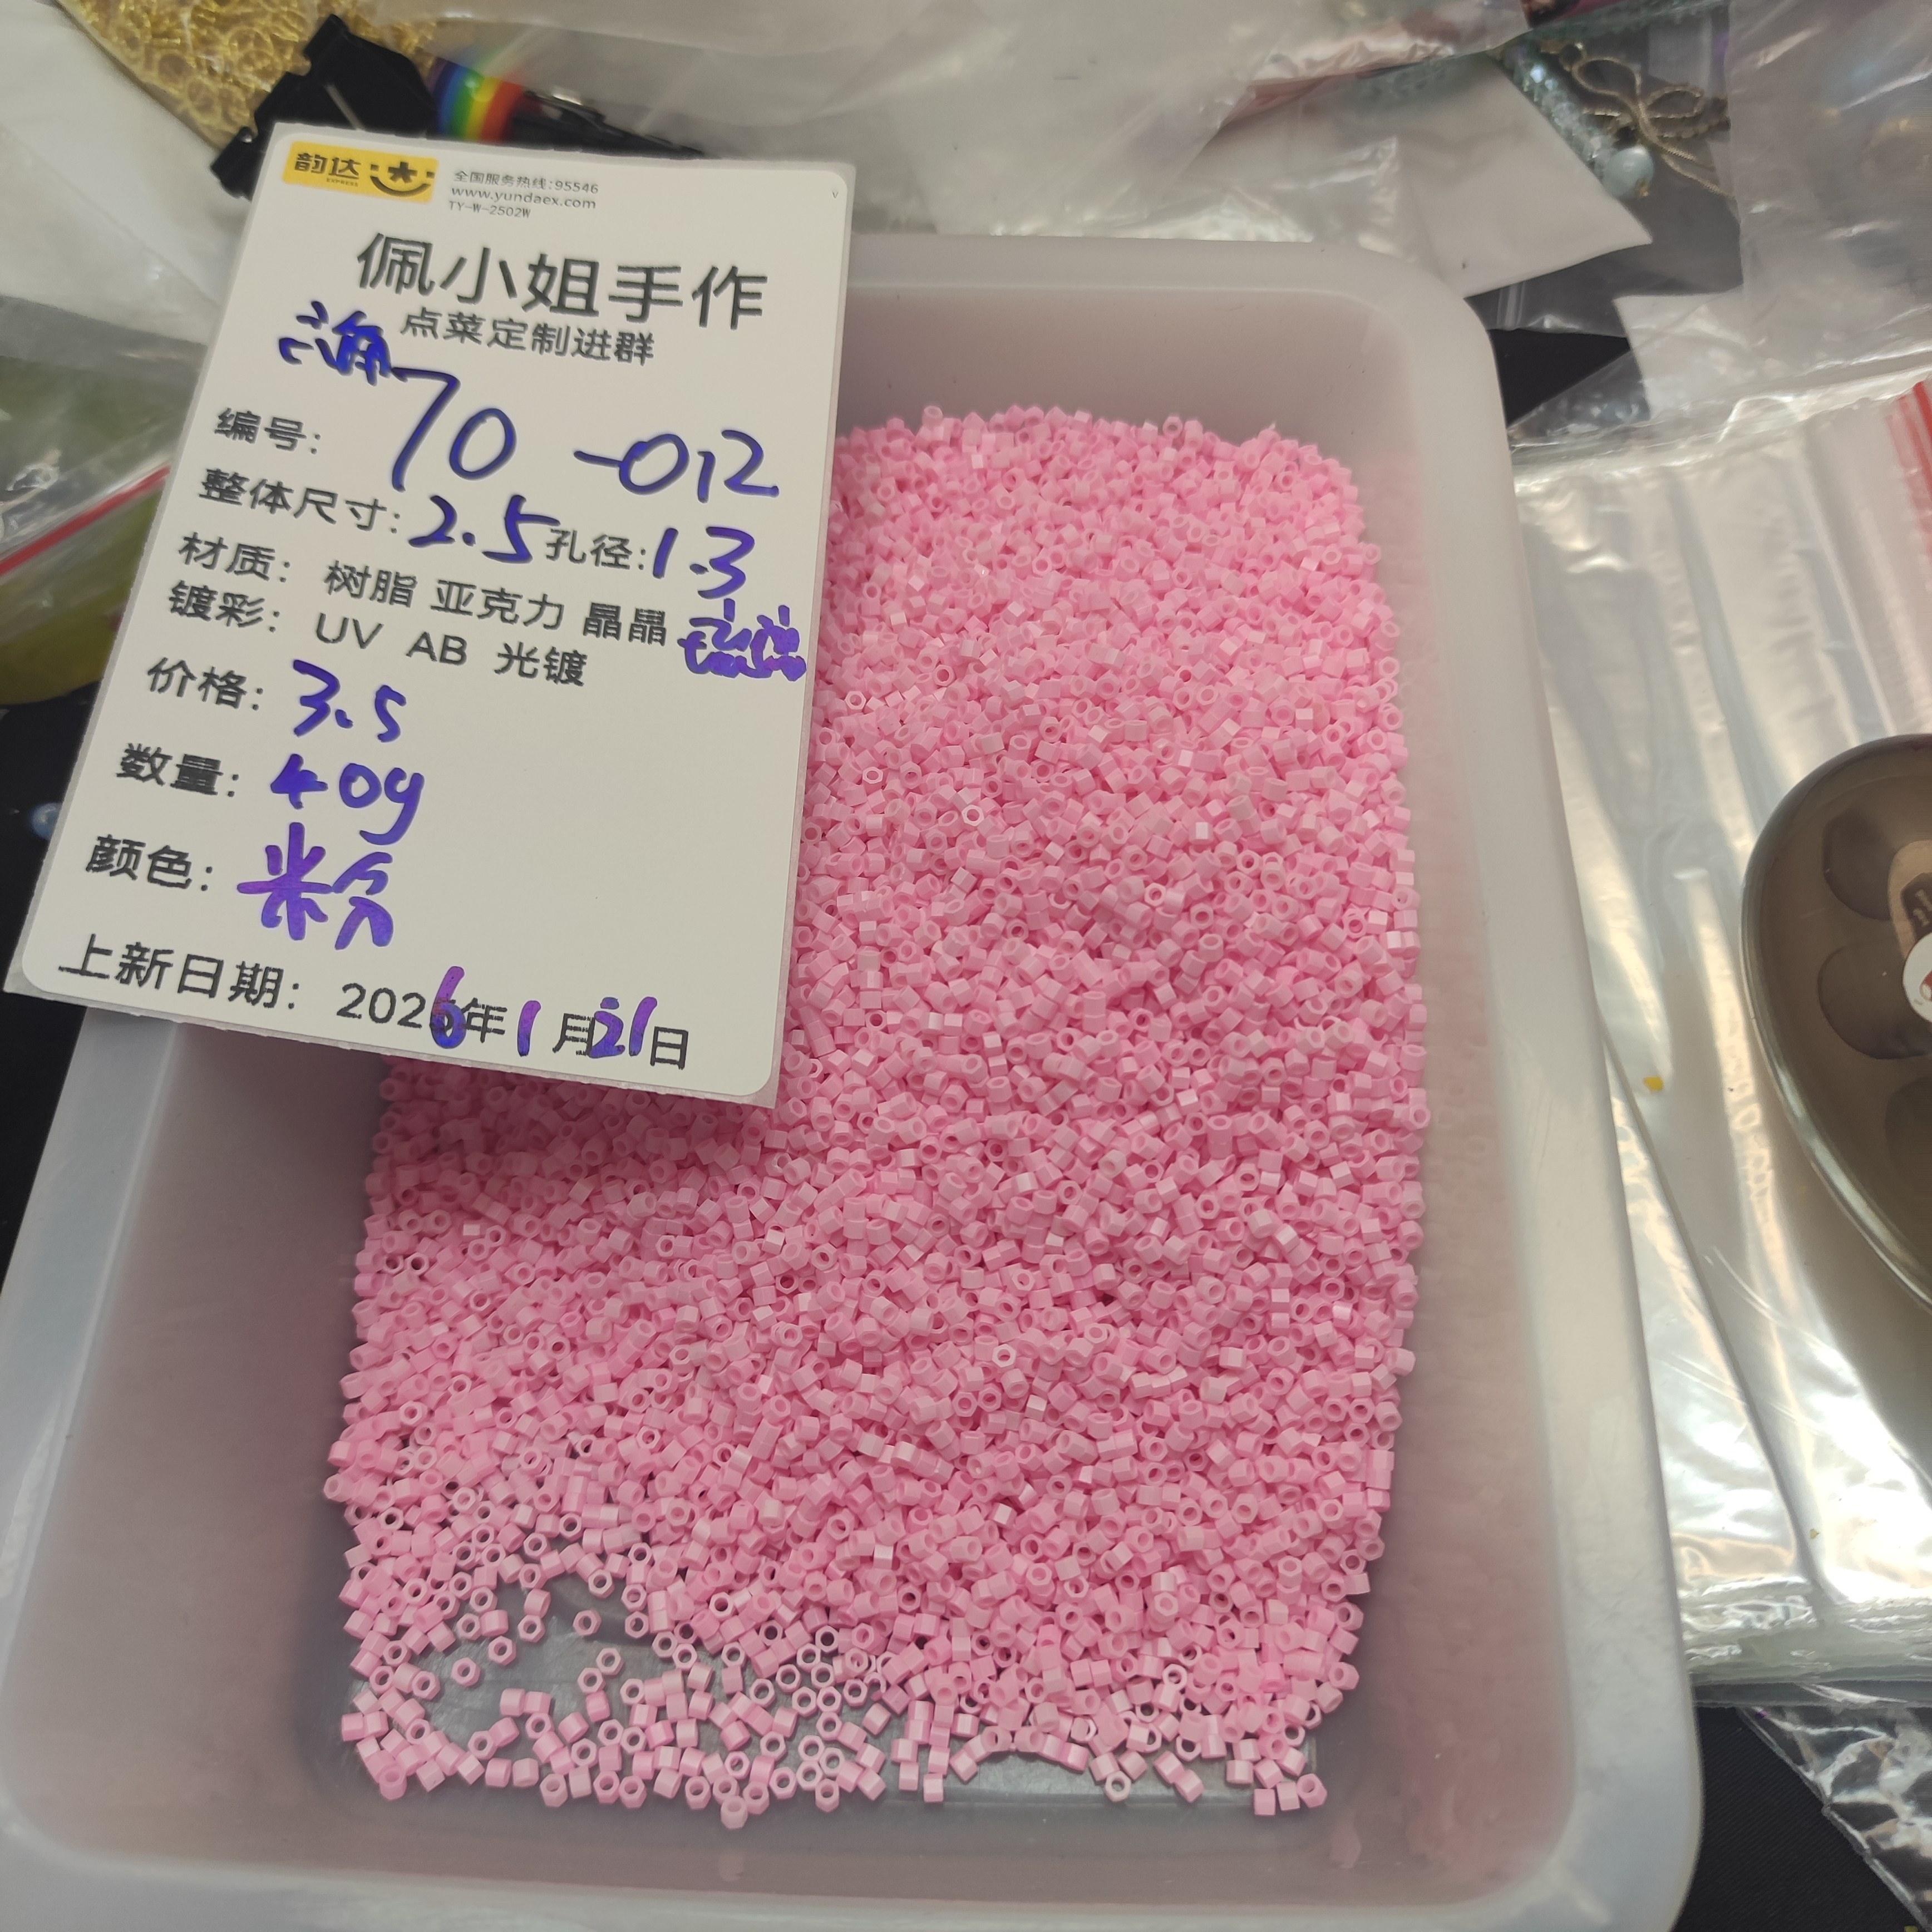 韵达
EXPRESS
全国服务热线:95546
www.yundaex.com
TY-W-2502W
v
佩小姐手作
点菜定制进群
海
编号: 70-012
整体尺寸: 2.5 孔径: 1.3
材质: 树脂 亚克力 晶晶 琉璃
镀彩: UV AB 光镀
价格: 3.5
数量: 40g
颜色: 粉
上新日期: 2026年1月21日